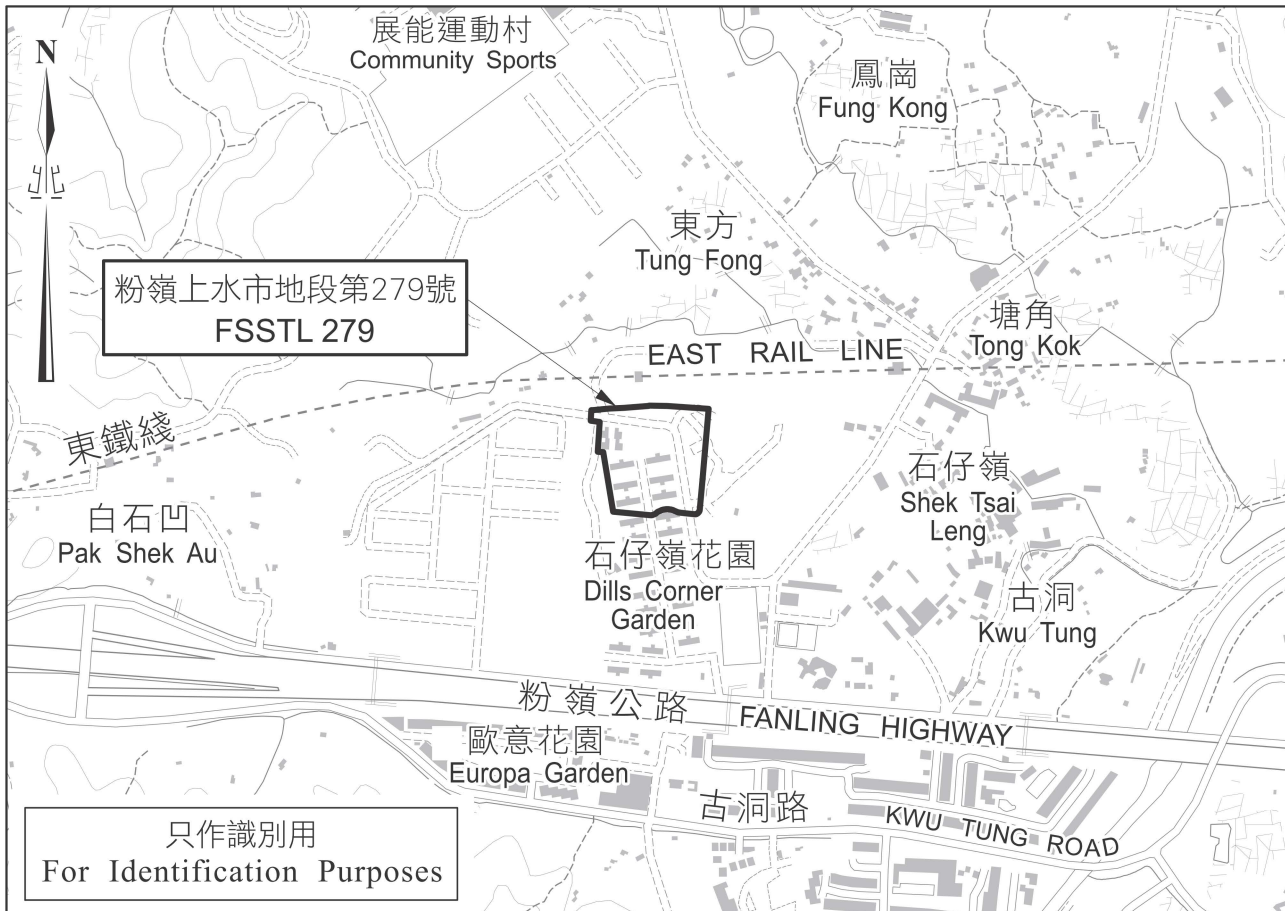 展能運動村
Community Sports
N
北
鳳崗
Fung Kong
東方
Tung Fong
粉嶺上水市地段第279號
FSSTL 279
塘角
Tong Kok
EAST RAIL LINE
東鐵綫
石仔嶺
Shek Tsai
Leng
白石凹
Pak Shek Au
石仔嶺花園
Dills Corner
Garden
古洞
Kwu Tung
粉嶺公路
FANLING HIGHWAY
歐意花園
Europa Garden
古洞路
KWU TUNG ROAD
只作識別用
For Identification Purposes